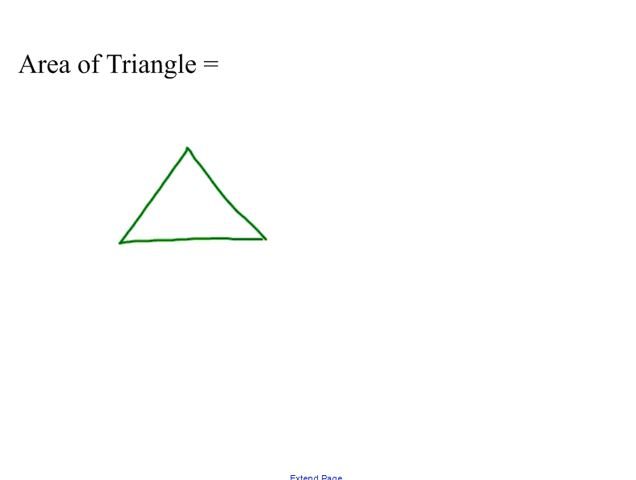 Area of Triangle =
Extend Page